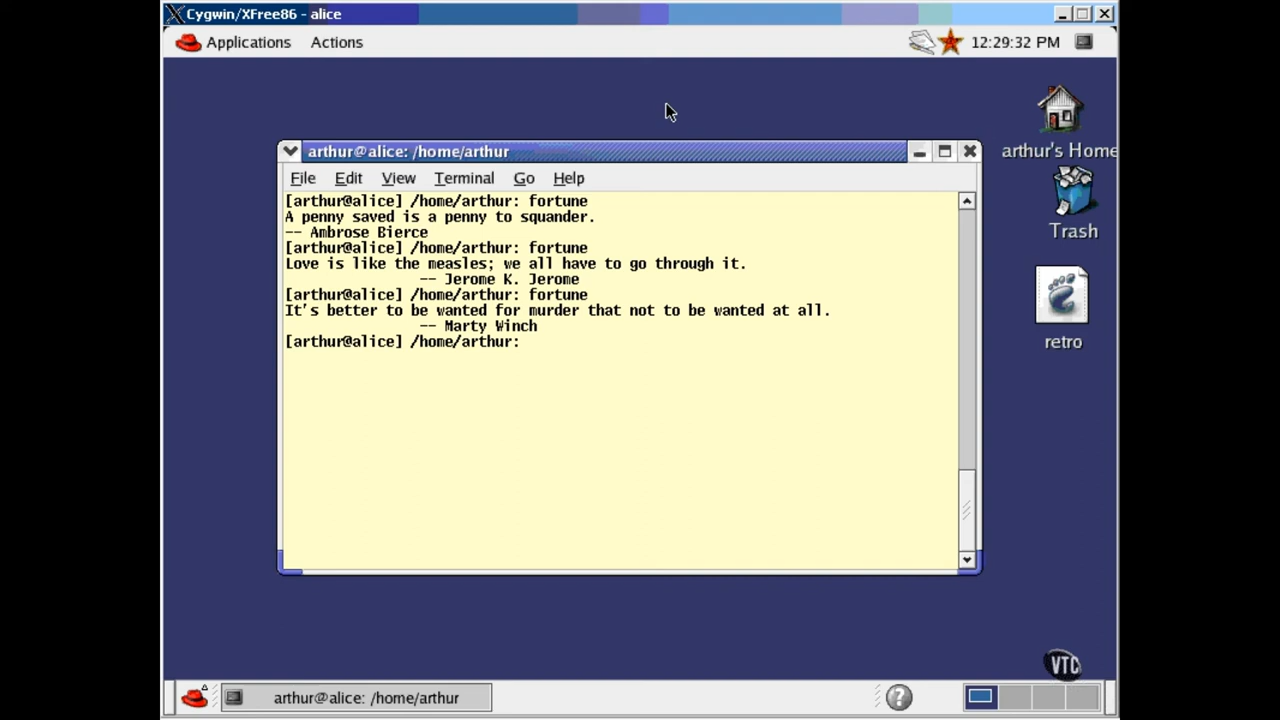 Cygwin/XFree86 - alice
Applications Actions 12:29:32 PM
arthur's Home
Trash
retro
arthur@alice: /home/arthur
File Edit View Terminal Go Help
[arthur@alice] /home/arthur: fortune
A penny saved is a penny to squander.
-- Ambrose Bierce
[arthur@alice] /home/arthur: fortune
Love is like the measles; we all have to go through it.
-- Jerome K. Jerome
[arthur@alice] /home/arthur: fortune
It's better to be wanted for murder that not to be wanted at all.
-- Marty Winch
[arthur@alice] /home/arthur:
VTC
arthur@alice: /home/arthur